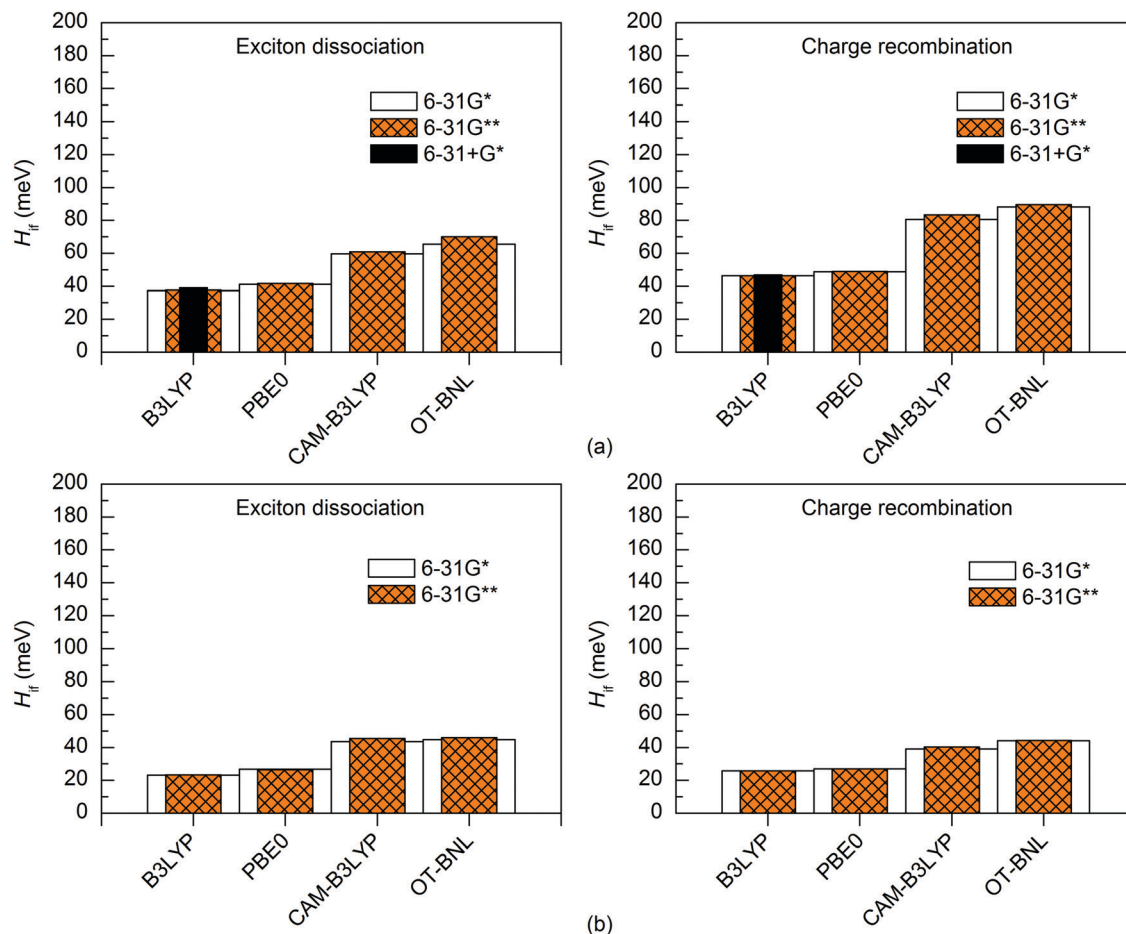 Exciton dissociation
6-31G*
6-31G**
6-31+G*
H_if (meV)
200
180
160
140
120
100
80
60
40
20
0
B3LYP
PBE0
CAM-B3LYP
OT-BNL
Charge recombination
6-31G*
6-31G**
6-31+G*
H_if (meV)
200
180
160
140
120
100
80
60
40
20
0
B3LYP
PBE0
CAM-B3LYP
OT-BNL
(a)
Exciton dissociation
6-31G*
6-31G**
H_if (meV)
200
180
160
140
120
100
80
60
40
20
0
B3LYP
PBE0
CAM-B3LYP
OT-BNL
Charge recombination
6-31G*
6-31G**
H_if (meV)
200
180
160
140
120
100
80
60
40
20
0
B3LYP
PBE0
CAM-B3LYP
OT-BNL
(b)